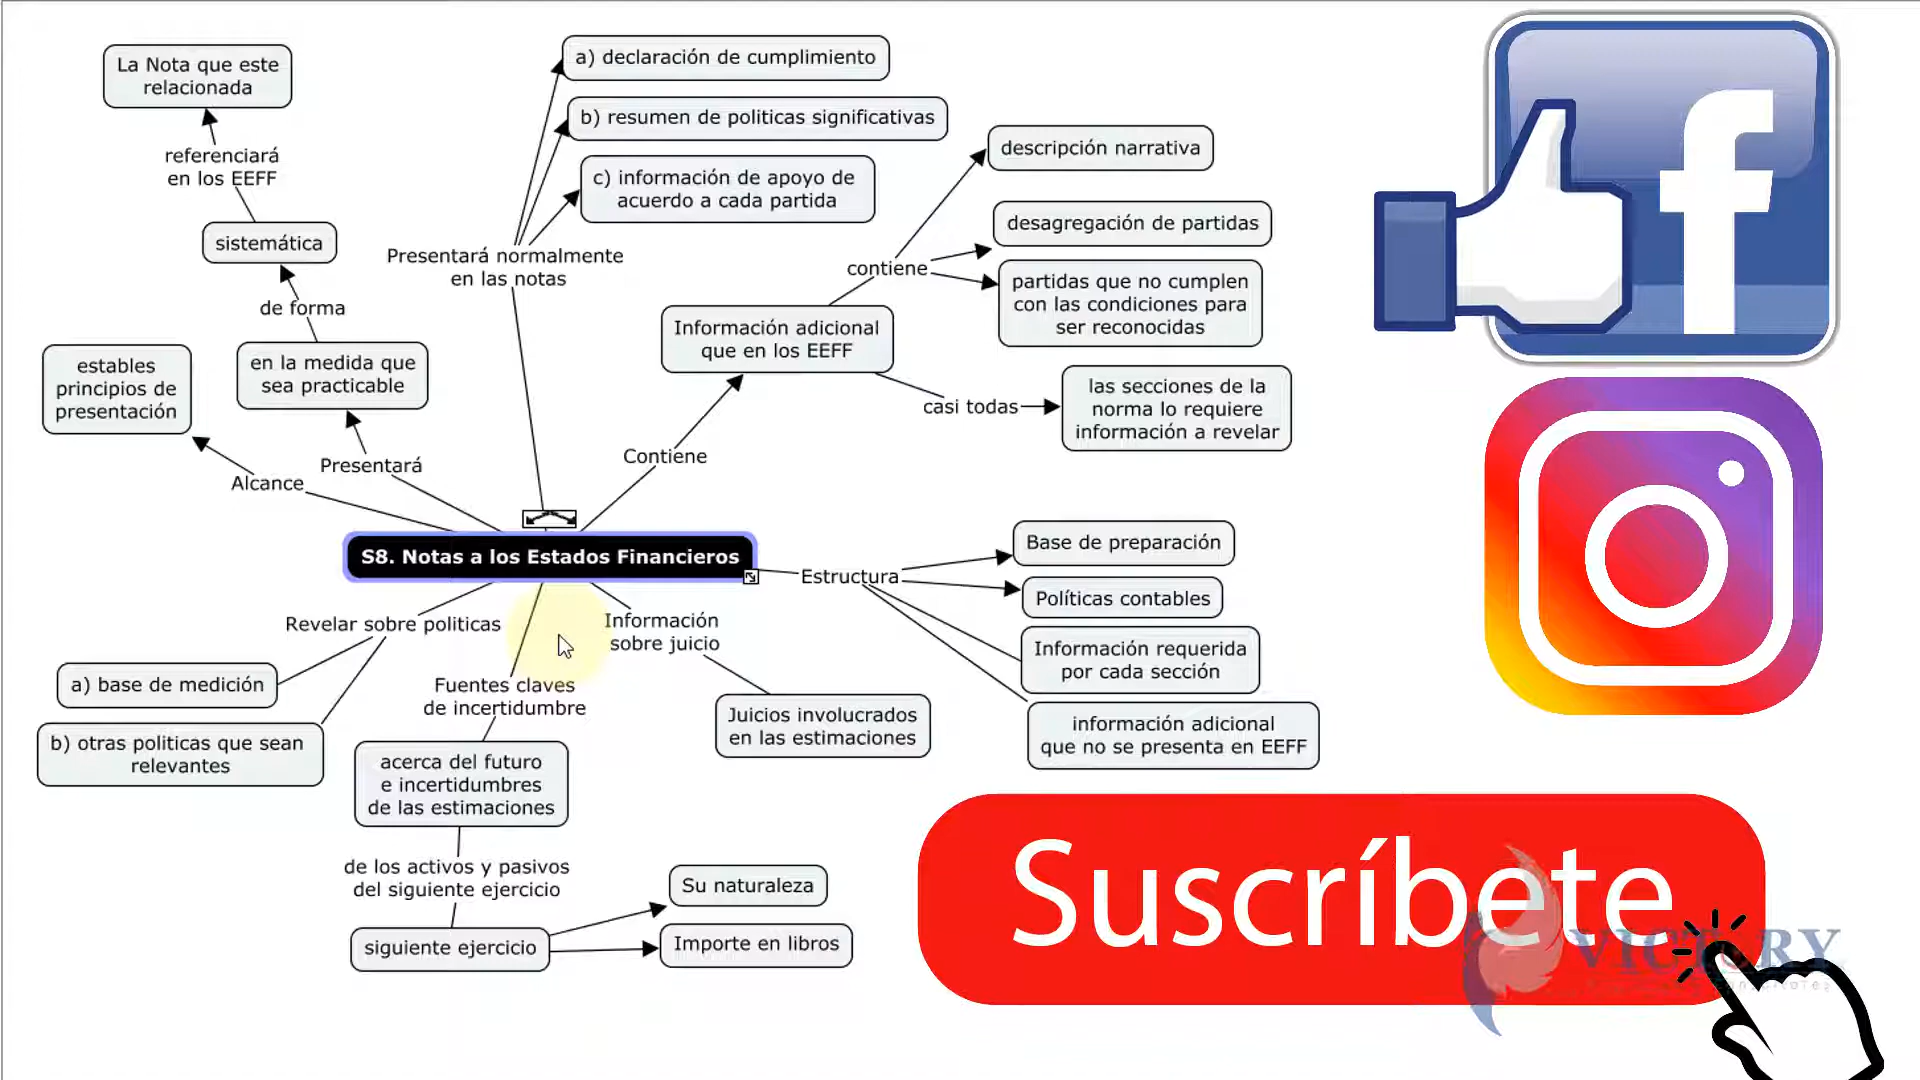 La Nota que este
relacionada
referenciará
en los EEFF
sistemática
de forma
en la medida que
sea practicable
Presentará
estables
principios de
presentación
Alcance
a) declaración de cumplimiento
b) resumen de politicas significativas
c) información de apoyo de
acuerdo a cada partida
Presentará normalmente
en las notas
descripción narrativa
desagregación de partidas
contiene
partidas que no cumplen
con las condiciones para
ser reconocidas
Información adicional
que en los EEFF
casi todas
las secciones de la
norma lo requiere
información a revelar
Contiene
S8. Notas a los Estados Financieros
Estructura
Base de preparación
Políticas contables
Información requerida
por cada sección
información adicional
que no se presenta en EEFF
Revelar sobre politicas
a) base de medición
b) otras politicas que sean
relevantes
Información
sobre juicio
Juicios involucrados
en las estimaciones
Fuentes claves
de incertidumbre
acerca del futuro
e incertidumbres
de las estimaciones
de los activos y pasivos
del siguiente ejercicio
siguiente ejercicio
Su naturaleza
Importe en libros
f
Suscríbete
VICTORY